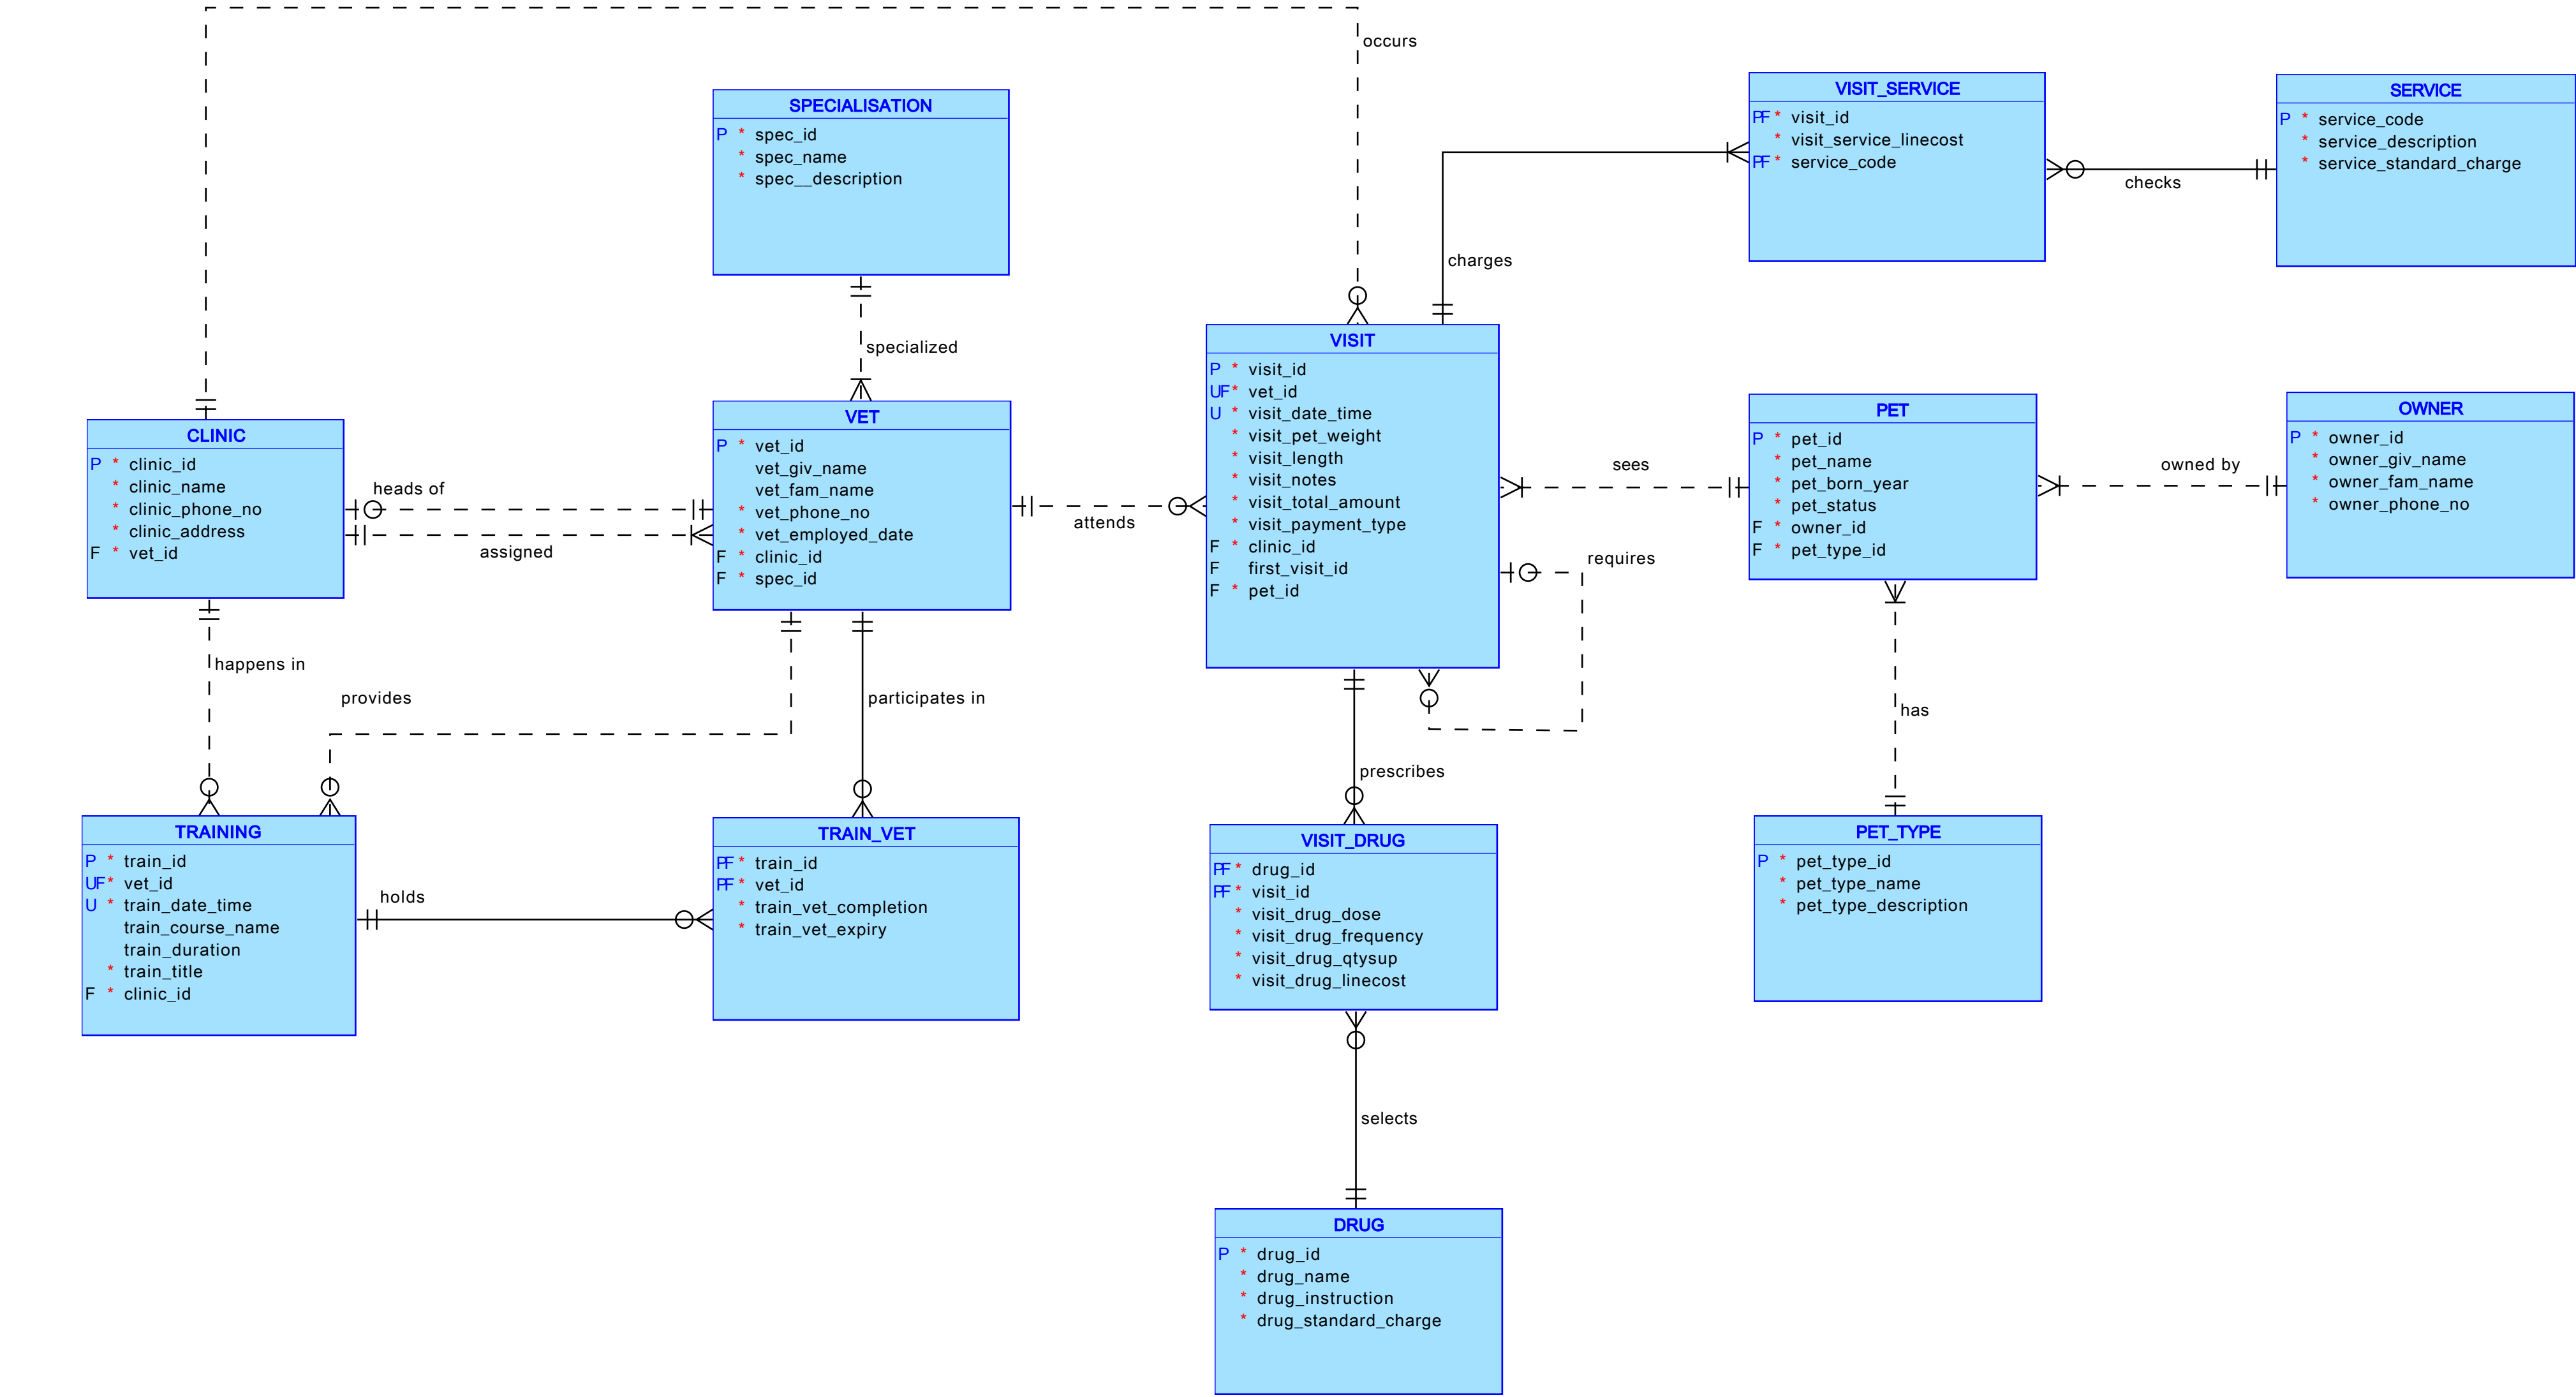 occurs
SPECIALISATION
P * spec_id
* spec_name
* spec__description
VISIT_SERVICE
PF * visit_id
* visit_service_linecost
PF * service_code
SERVICE
P * service_code
* service_description
* service_standard_charge
checks
charges
specialized
CLINIC
P * clinic_id
* clinic_name
* clinic_phone_no
* clinic_address
F * vet_id
heads of
assigned
VET
P * vet_id
vet_giv_name
vet_fam_name
* vet_phone_no
* vet_employed_date
F * clinic_id
F * spec_id
attends
VISIT
P * visit_id
UF * vet_id
U * visit_date_time
* visit_pet_weight
* visit_length
* visit_notes
* visit_total_amount
* visit_payment_type
F * clinic_id
F first_visit_id
F * pet_id
sees
requires
PET
P * pet_id
* pet_name
* pet_born_year
* pet_status
F * owner_id
F * pet_type_id
owned by
OWNER
P * owner_id
* owner_giv_name
* owner_fam_name
* owner_phone_no
happens in
provides
participates in
prescribes
has
TRAINING
P * train_id
UF * vet_id
U * train_date_time
train_course_name
train_duration
* train_title
F * clinic_id
holds
TRAIN_VET
PF * train_id
PF * vet_id
* train_vet_completion
* train_vet_expiry
VISIT_DRUG
PF * drug_id
PF * visit_id
* visit_drug_dose
* visit_drug_frequency
* visit_drug_qtysup
* visit_drug_linecost
PET_TYPE
P * pet_type_id
* pet_type_name
* pet_type_description
selects
DRUG
P * drug_id
* drug_name
* drug_instruction
* drug_standard_charge